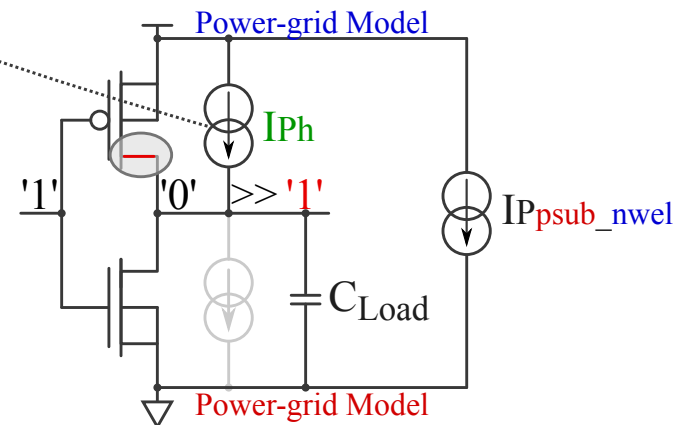 Power-grid Model
IPh
'1' '0' >> '1'
IPpsub_nwel
CLoad
Power-grid Model